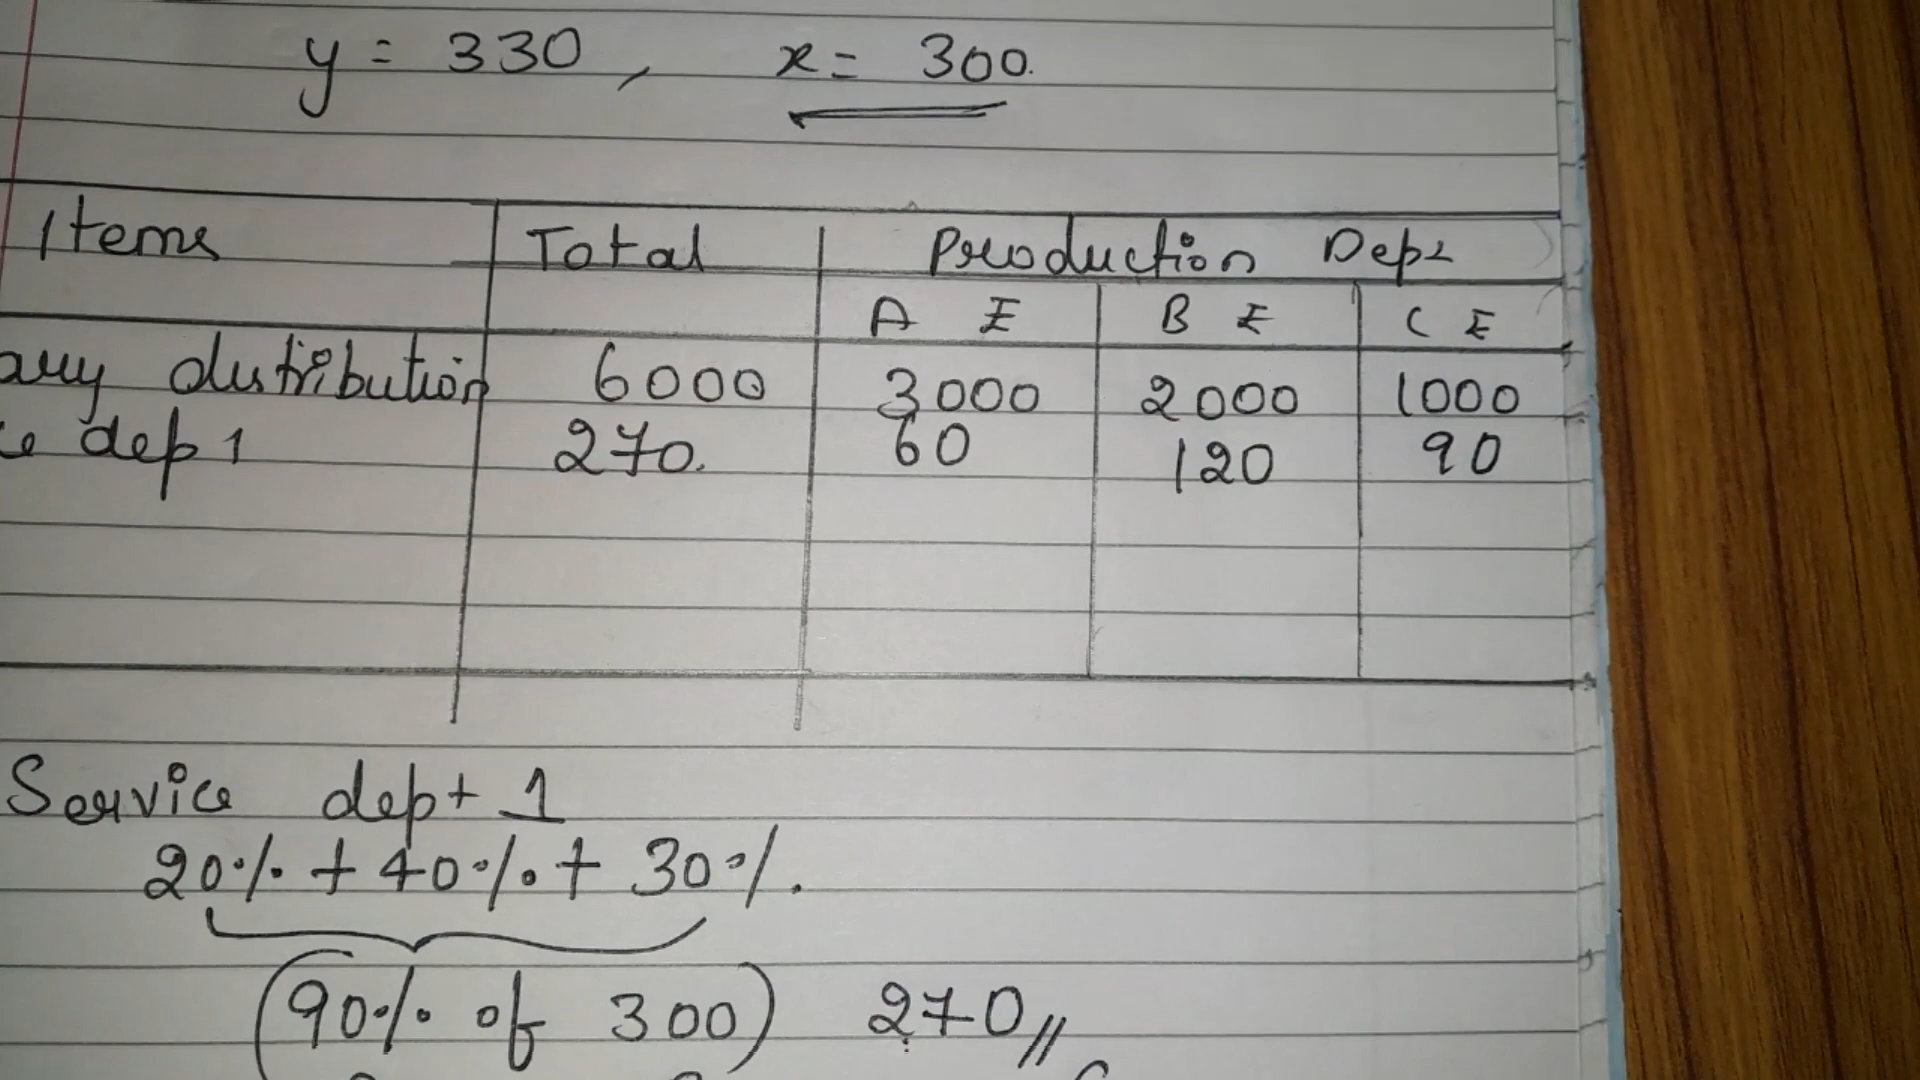 y = 330, x = 300.
Items Total Production Dept
A £ B £ C £
ary distribution 6000 3000 2000 1000
ce dep 1 270. 60 120 90
Service dept 1
20% + 40% + 30%.
(90% of 300) 270//